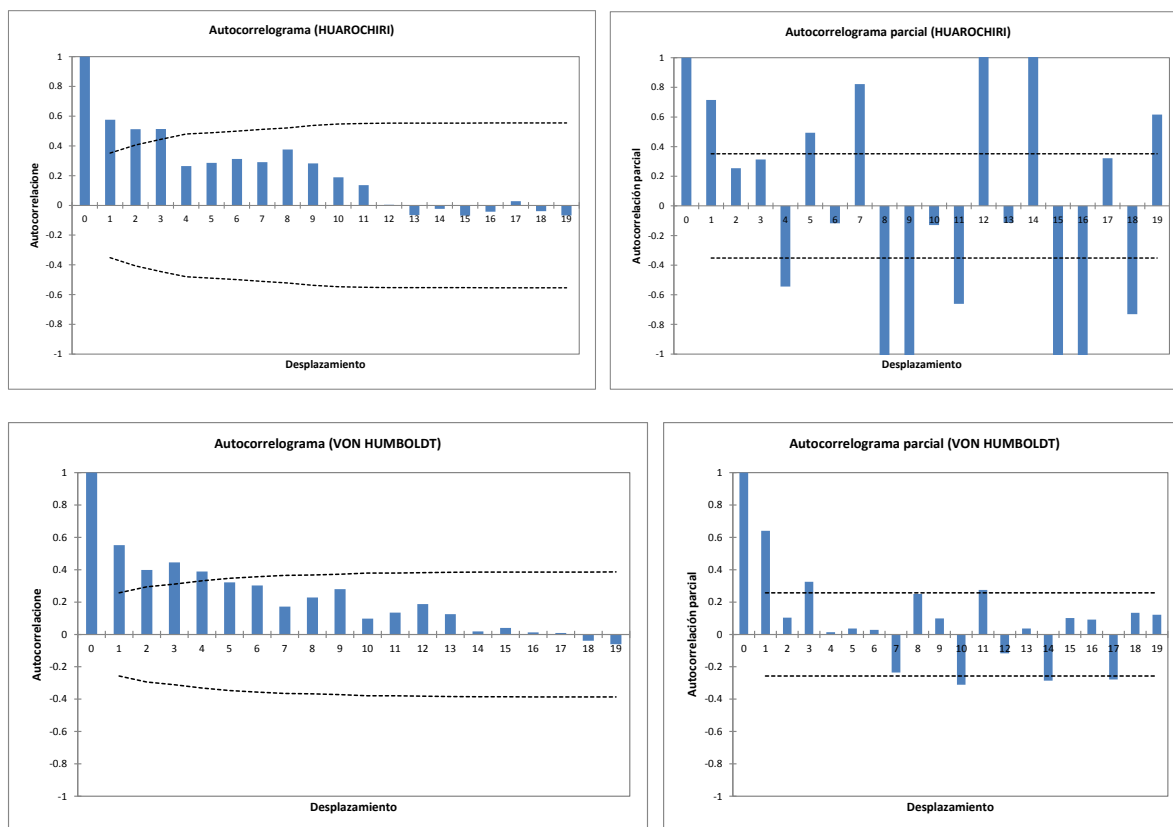 Autocorrelograma (HUAROCHIRI)
1
0.8
0.6
0.4
0.2
0
-0.2
-0.4
-0.6
-0.8
-1
0 1 2 3 4 5 6 7 8 9 10 11 12 13 14 15 16 17 18 19
Autocorrelacione
Desplazamiento
Autocorrelograma parcial (HUAROCHIRI)
1
0.8
0.6
0.4
0.2
0
-0.2
-0.4
-0.6
-0.8
-1
0 1 2 3 4 5 6 7 8 9 10 11 12 13 14 15 16 17 18 19
Autocorrelación parcial
Desplazamiento
Autocorrelograma (VON HUMBOLDT)
1
0.8
0.6
0.4
0.2
0
-0.2
-0.4
-0.6
-0.8
-1
0 1 2 3 4 5 6 7 8 9 10 11 12 13 14 15 16 17 18 19
Autocorrelacione
Desplazamiento
Autocorrelograma parcial (VON HUMBOLDT)
1
0.8
0.6
0.4
0.2
0
-0.2
-0.4
-0.6
-0.8
-1
0 1 2 3 4 5 6 7 8 9 10 11 12 13 14 15 16 17 18 19
Autocorrelación parcial
Desplazamiento